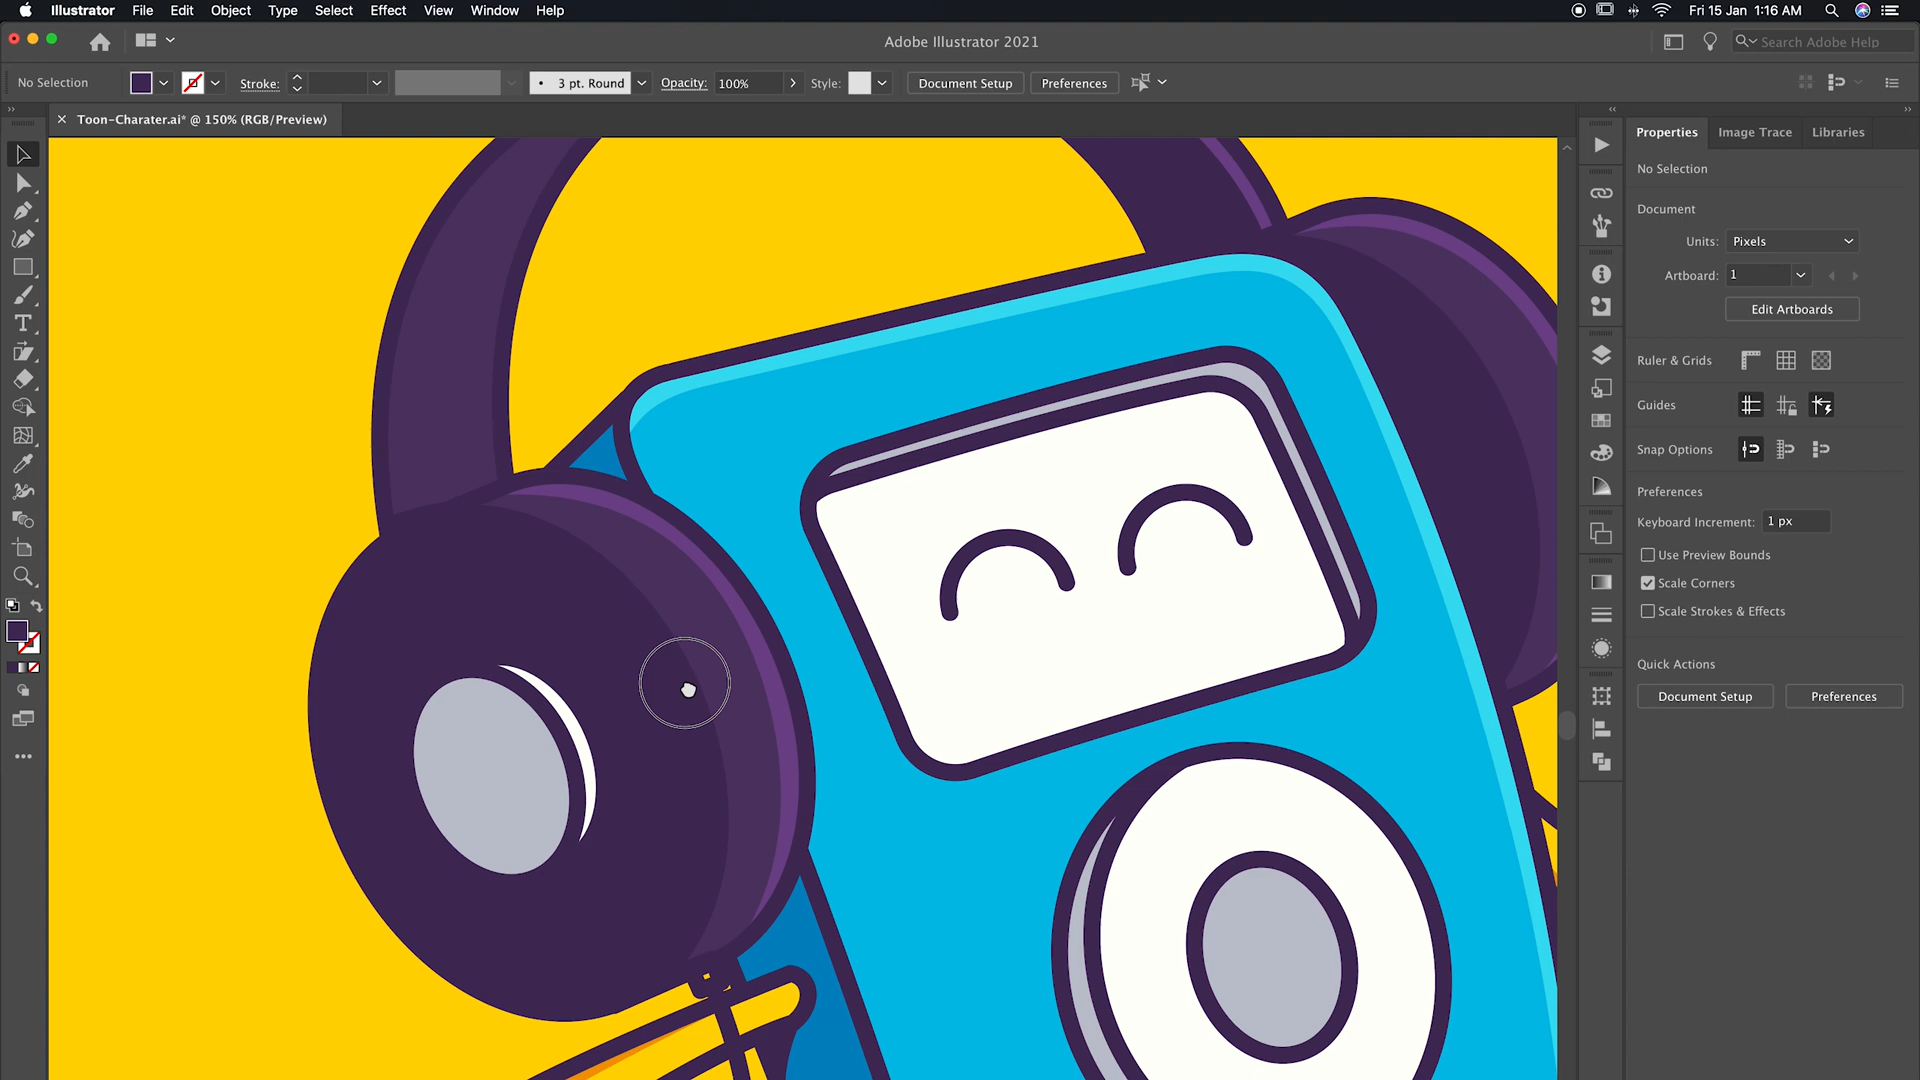 Illustrator File Edit Object Type Select Effect View Window Help
Fri 15 Jan 1:16 AM
Adobe Illustrator 2021
Search Adobe Help
No Selection
Stroke:
3 pt. Round
Opacity: 100%
Style:
Document Setup
Preferences
Toon-Charater.ai* @ 150% (RGB/Preview)
Properties
Image Trace
Libraries
No Selection
Document
Units: Pixels
Artboard: 1
Edit Artboards
Ruler & Grids
Guides
Snap Options
Preferences
Keyboard Increment: 1 px
Use Preview Bounds
Scale Corners
Scale Strokes & Effects
Quick Actions
Document Setup
Preferences